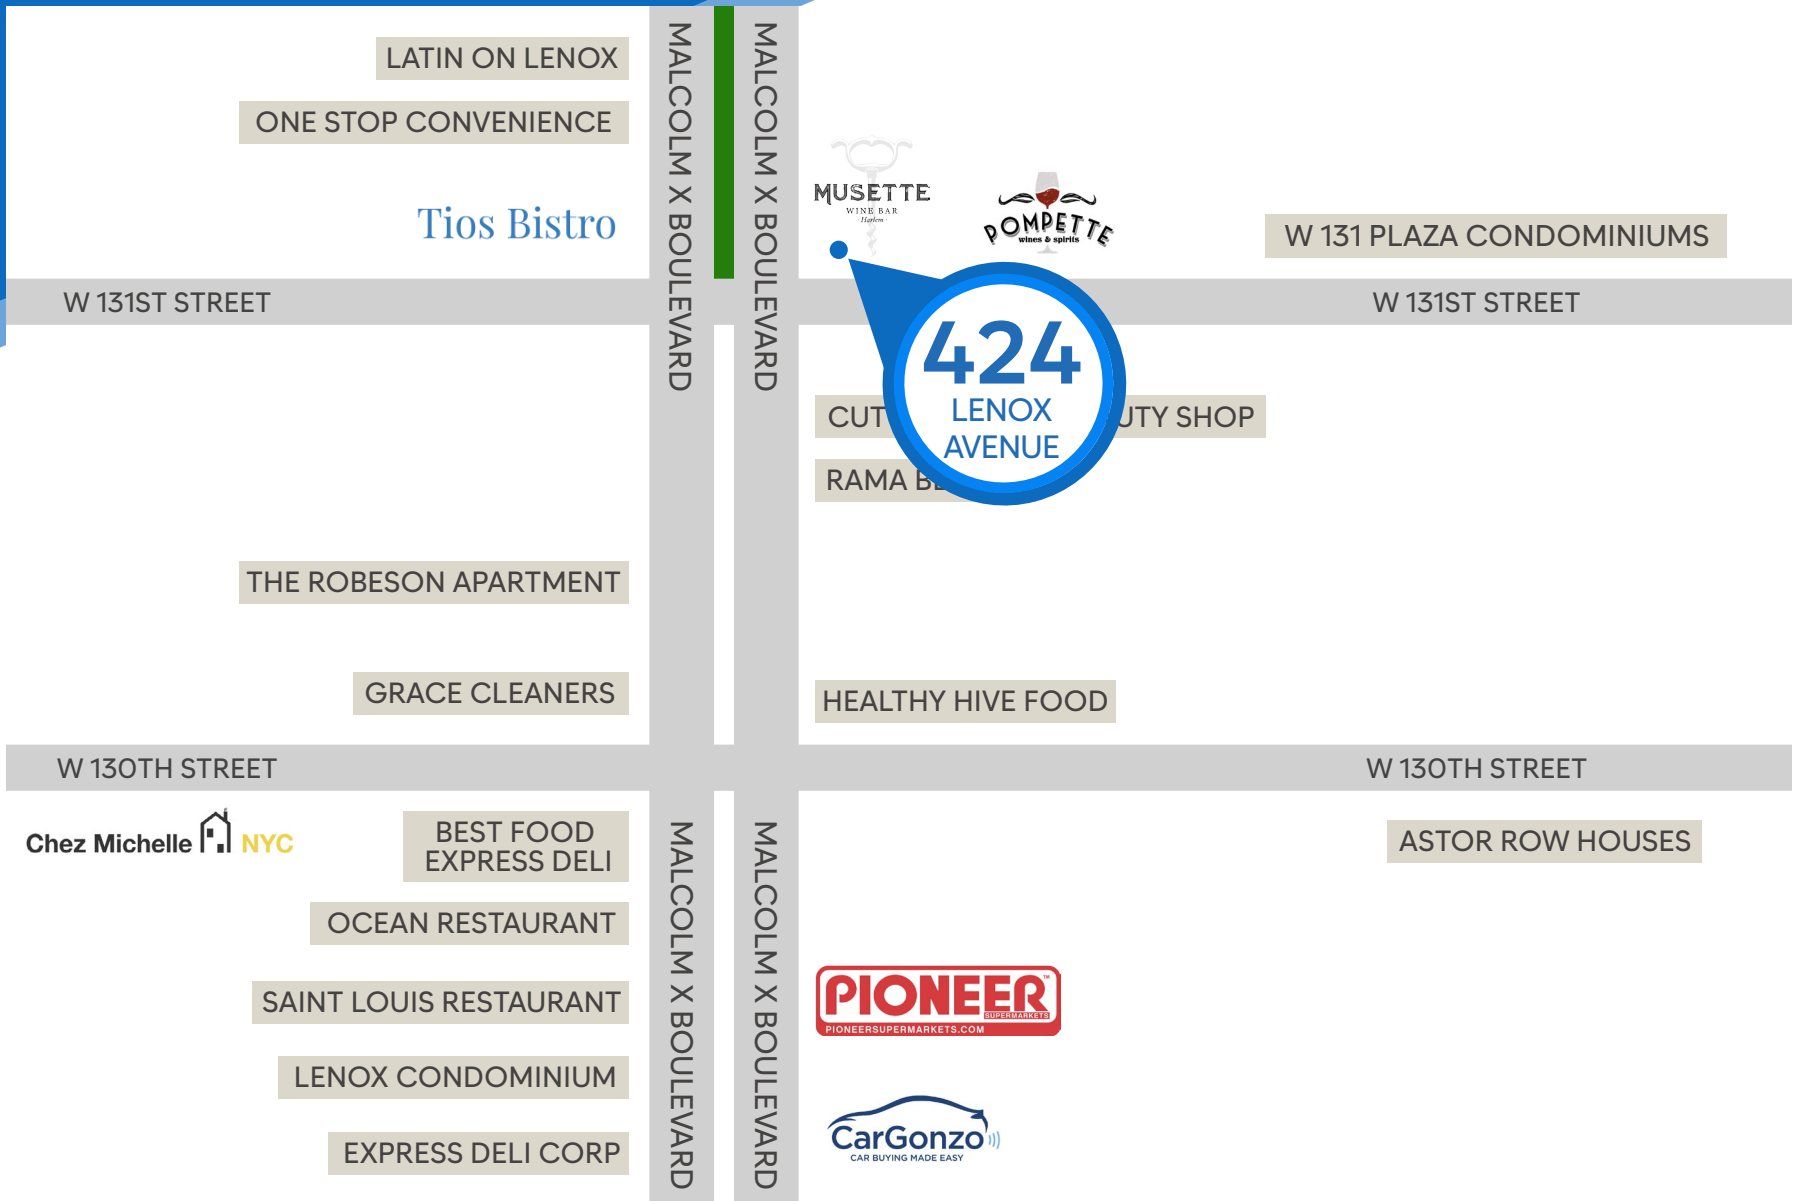 LATIN ON LENOX
ONE STOP CONVENIENCE
Tios Bistro
MALCOLM X BOULEVARD
MALCOLM X BOULEVARD
MUSETTE
WINE BAR
· Harlem ·
POMPETTE
wines & spirits
W 131 PLAZA CONDOMINIUMS
W 131ST STREET
W 131ST STREET
424
LENOX
AVENUE
CUT UTY SHOP
RAMA
THE ROBESON APARTMENT
GRACE CLEANERS
HEALTHY HIVE FOOD
W 130TH STREET
W 130TH STREET
Chez Michelle NYC
BEST FOOD
EXPRESS DELI
ASTOR ROW HOUSES
OCEAN RESTAURANT
SAINT LOUIS RESTAURANT
LENOX CONDOMINIUM
EXPRESS DELI CORP
MALCOLM X BOULEVARD
MALCOLM X BOULEVARD
PIONEER™
SUPERMARKETS
PIONEERSUPERMARKETS.COM
CarGonzo
CAR BUYING MADE EASY